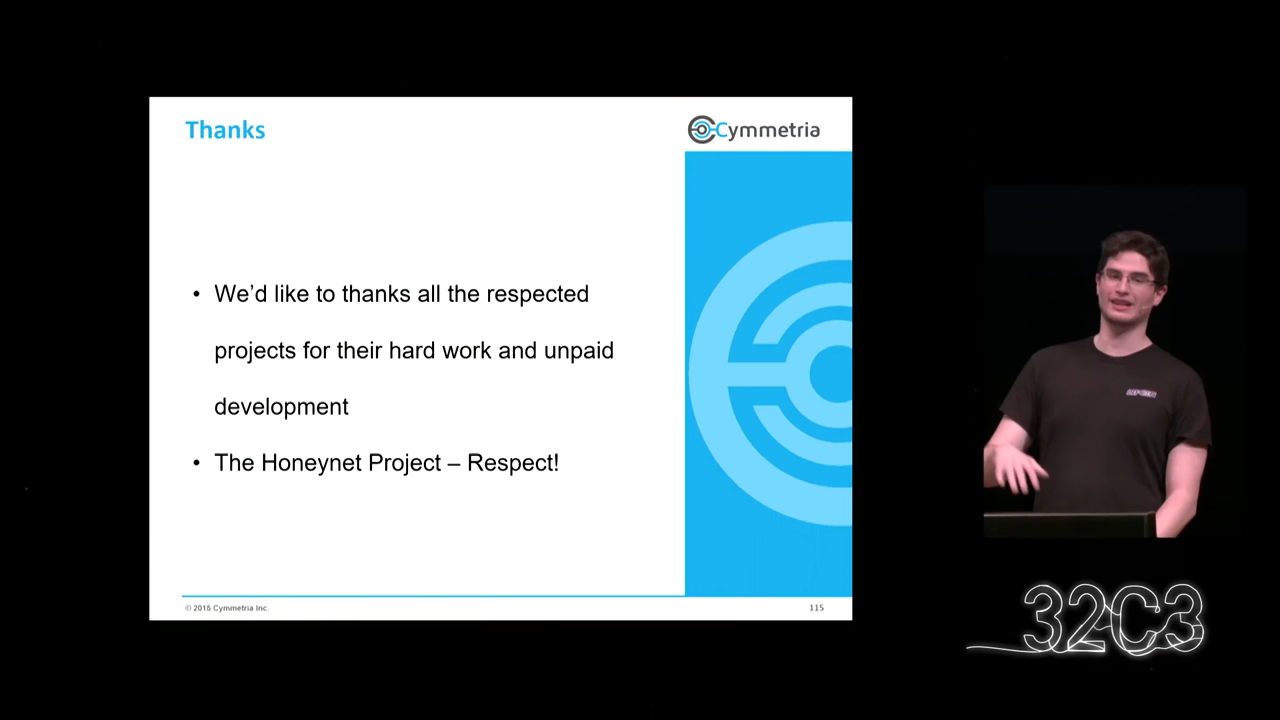 Thanks
Cymmetria
• We'd like to thanks all the respected
projects for their hard work and unpaid
development
• The Honeynet Project – Respect!
© 2015 Cymmetria Inc.
115
32C3